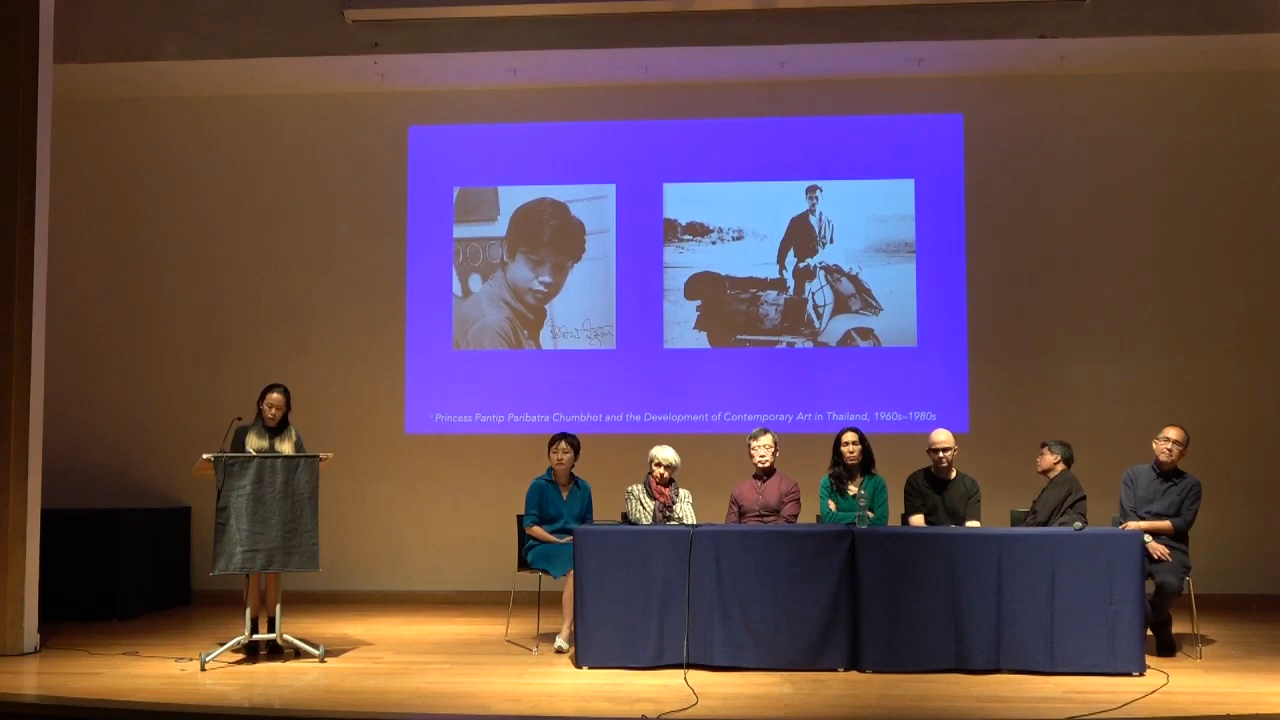 Princess Pantip Paribatra Chumbhot and the Development of Contemporary Art in Thailand, 1960s–1980s